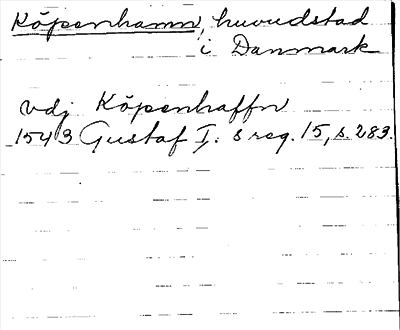 Köpenhamn, huvudstad
i Danmark
vdj Köpenhaffn
1543 Gustaf I:s reg. 15, s. 283.